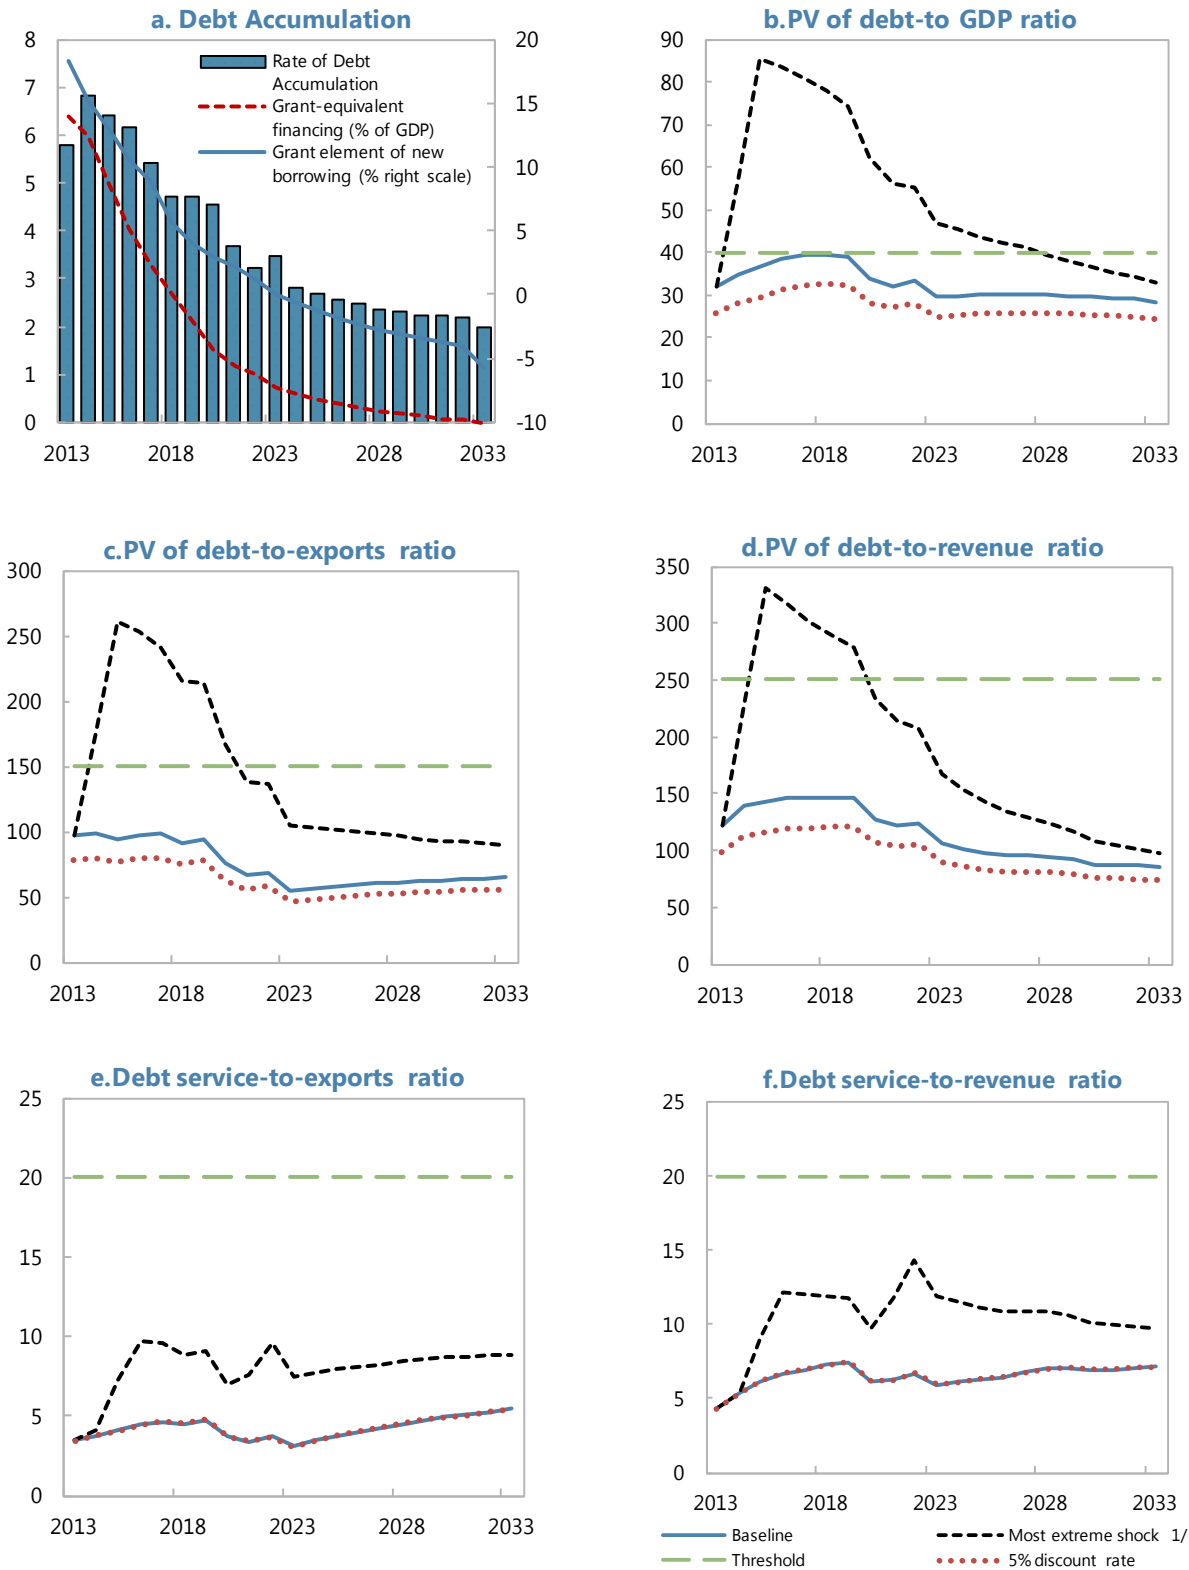 a. Debt Accumulation
8
7
6
5
4
3
2
1
0
20
15
10
5
0
-5
-10
Rate of Debt
Accumulation
Grant-equivalent
financing (% of GDP)
Grant element of new
borrowing (% right scale)
2013 2018 2023 2028 2033
b.PV of debt-to GDP ratio
90
80
70
60
50
40
30
20
10
0
2013 2018 2023 2028 2033
c.PV of debt-to-exports ratio
300
250
200
150
100
50
0
2013 2018 2023 2028 2033
d.PV of debt-to-revenue ratio
350
300
250
200
150
100
50
0
2013 2018 2023 2028 2033
e.Debt service-to-exports ratio
25
20
15
10
5
0
2013 2018 2023 2028 2033
f.Debt service-to-revenue ratio
25
20
15
10
5
0
2013 2018 2023 2028 2033
Baseline
Most extreme shock 1/
Threshold
5% discount rate